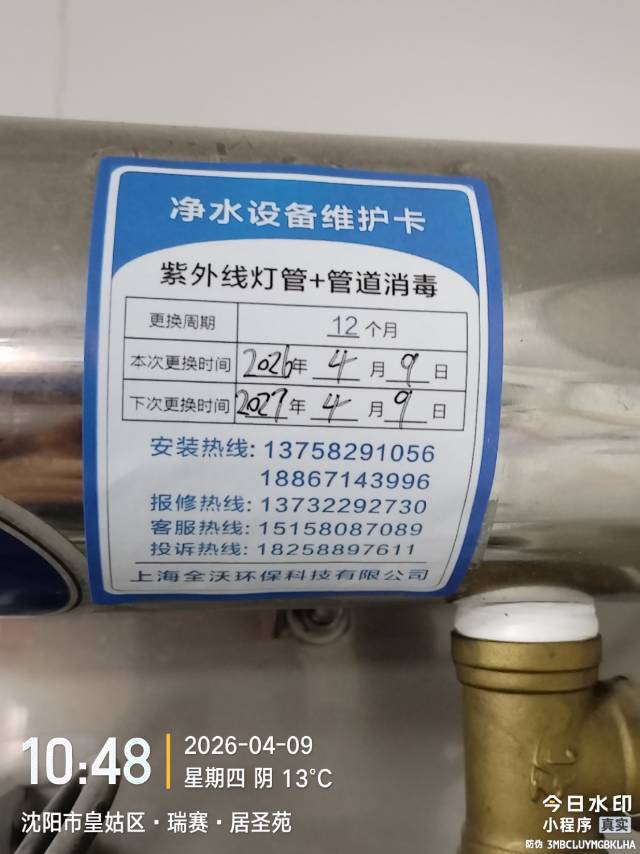 净水设备维护卡
紫外线灯管+管道消毒
更换周期 12 个月
本次更换时间 2026年 4 月 9 日
下次更换时间 2027年 4 月 9 日
安装热线: 13758291056
18867143996
报修热线: 13732292730
客服热线: 15158087089
投诉热线: 18258897611
上海全沃环保科技有限公司
10:48
2026-04-09
星期四 阴 13℃
沈阳市皇姑区·瑞赛·居圣苑
今日水印
小程序 真实
防伪 3MBCLUYMGBKLHA